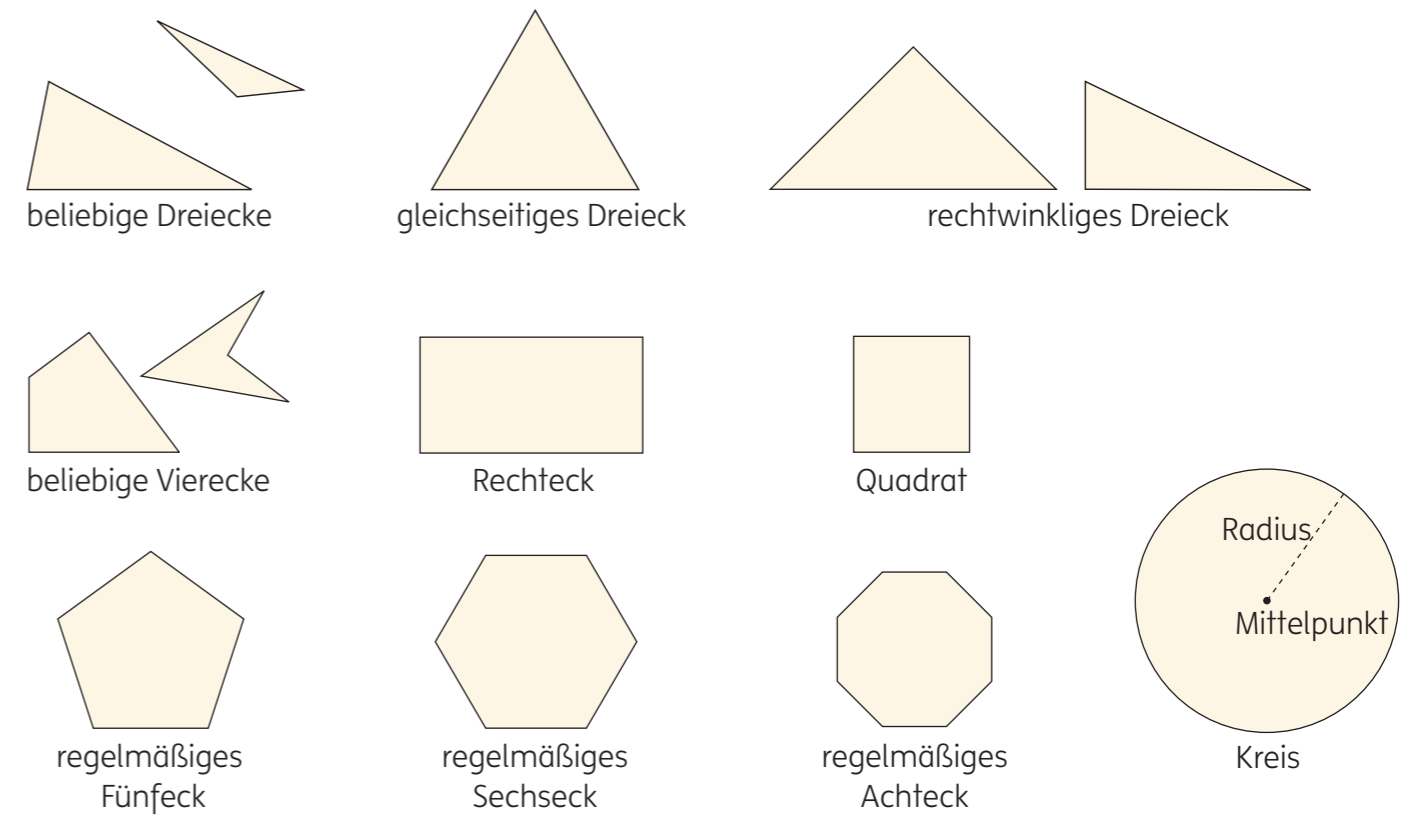 beliebige Dreiecke
gleichseitiges Dreieck
rechtwinkliges Dreieck
beliebige Vierecke
Rechteck
Quadrat
Radius
Mittelpunkt
regelmäßiges
Fünfeck
regelmäßiges
Sechseck
regelmäßiges
Achteck
Kreis